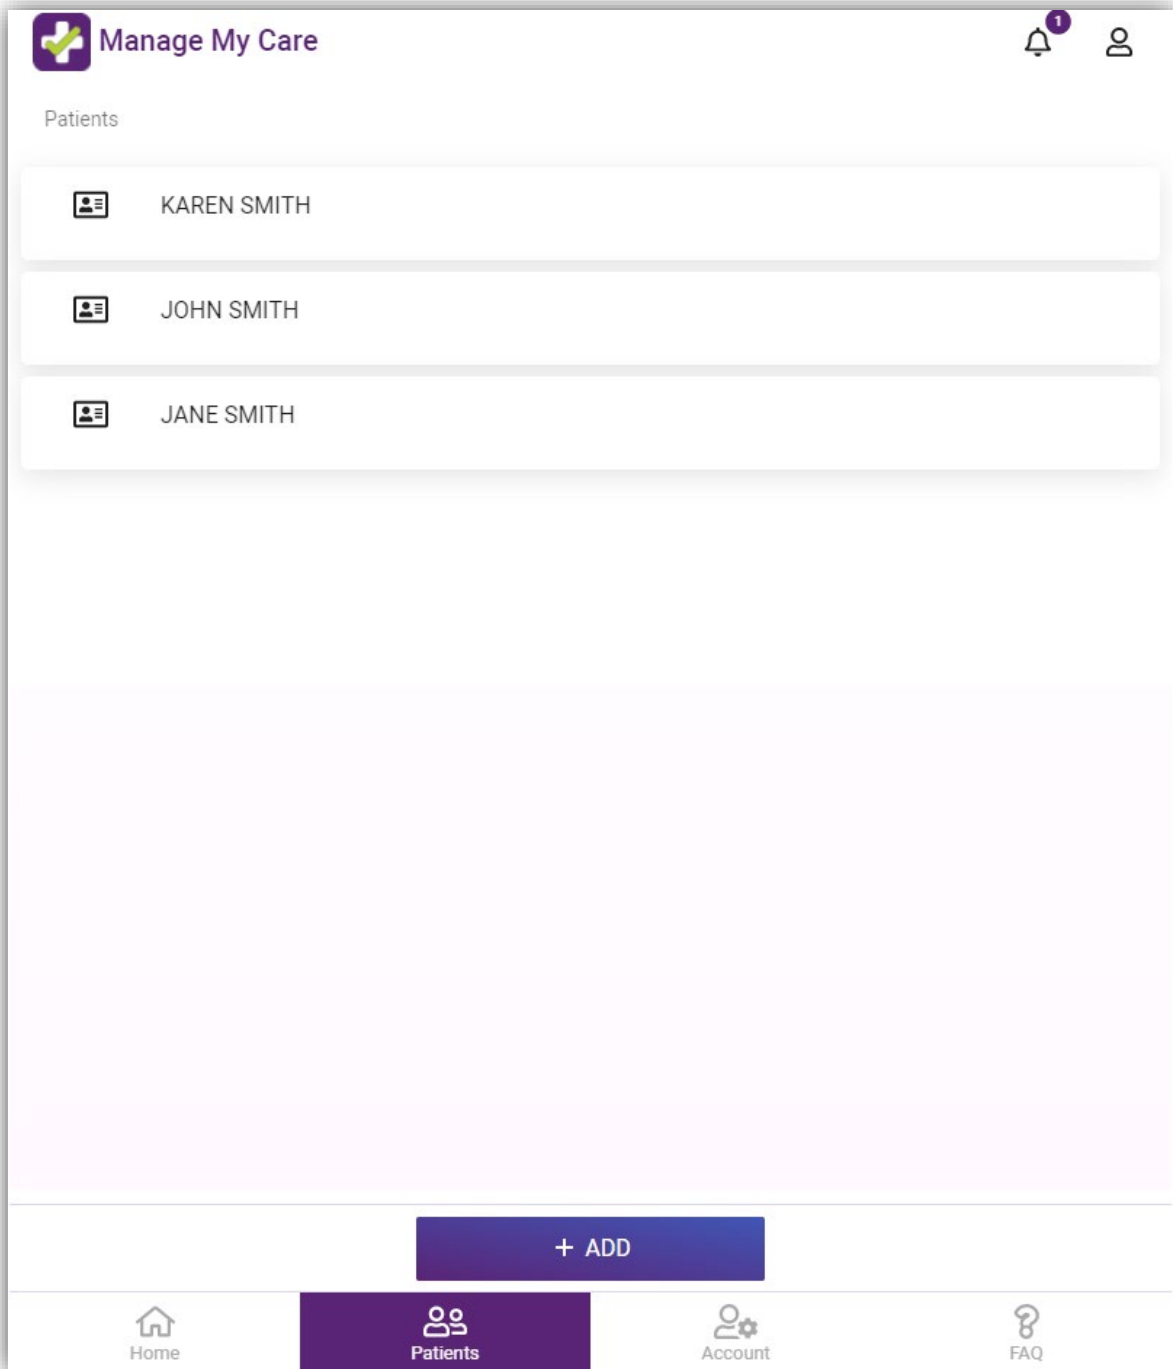 Manage My Care
1
Patients
KAREN SMITH
JOHN SMITH
JANE SMITH
+ ADD
Home
Patients
Account
FAQ